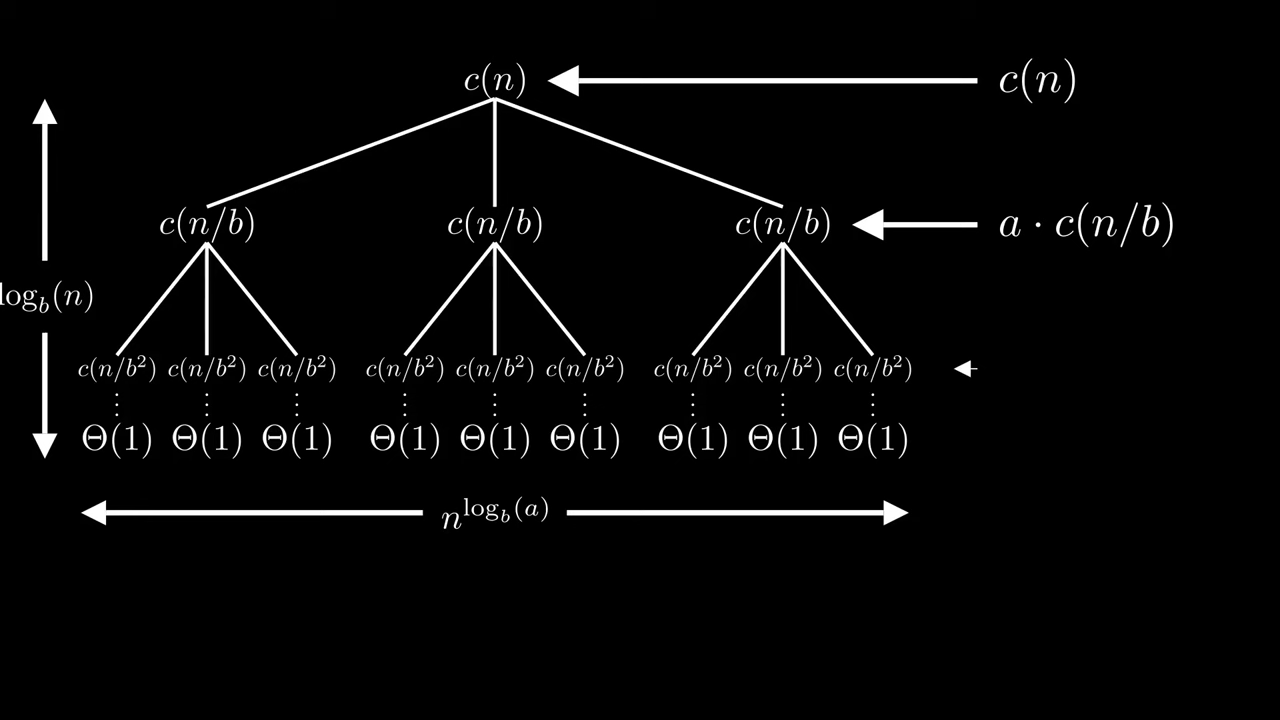 c(n) c(n)
c(n/b) c(n/b) c(n/b) a · c(n/b)
log_b(n)
c(n/b²) c(n/b²) c(n/b²) c(n/b²) c(n/b²) c(n/b²) c(n/b²) c(n/b²) c(n/b²)
Θ(1) Θ(1) Θ(1) Θ(1) Θ(1) Θ(1) Θ(1) Θ(1) Θ(1)
n^{log_b(a)}